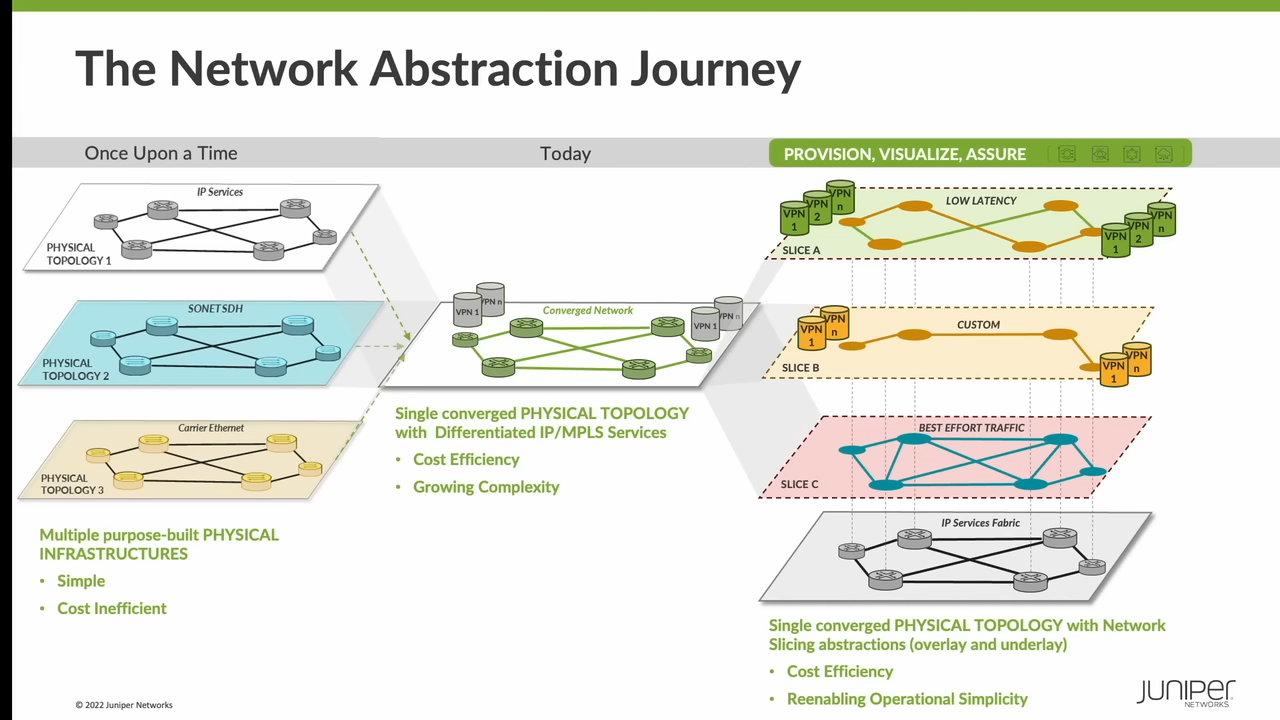 The Network Abstraction Journey
Once Upon a Time
Today
PROVISION, VISUALIZE, ASSURE
IP Services
PHYSICAL
TOPOLOGY 1
SONET SDH
PHYSICAL
TOPOLOGY 2
Carrier Ethernet
PHYSICAL
TOPOLOGY 3
Multiple purpose-built PHYSICAL
INFRASTRUCTURES
• Simple
• Cost Inefficient
VPN 1
VPN n
Converged Network
VPN 1
VPN n
Single converged PHYSICAL TOPOLOGY
with Differentiated IP/MPLS Services
• Cost Efficiency
• Growing Complexity
VPN
1
VPN
2
VPN
n
LOW LATENCY
VPN
1
VPN
2
VPN
n
SLICE A
VPN
1
VPN
n
CUSTOM
VPN
1
VPN
n
SLICE B
BEST EFFORT TRAFFIC
SLICE C
IP Services Fabric
Single converged PHYSICAL TOPOLOGY with Network
Slicing abstractions (overlay and underlay)
• Cost Efficiency
• Reenabling Operational Simplicity
© 2022 Juniper Networks
JUNIPER
NETWORKS